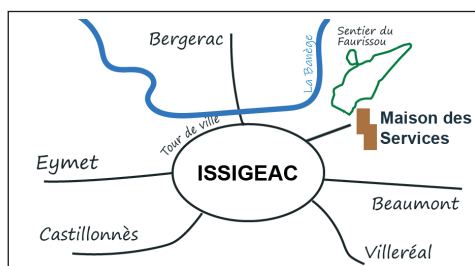 Bergerac
Sentier du
Faurissou
La Banège
Tour de ville
Maison des
Services
Eymet
ISSIGEAC
Beaumont
Castillonnès
Villeréal